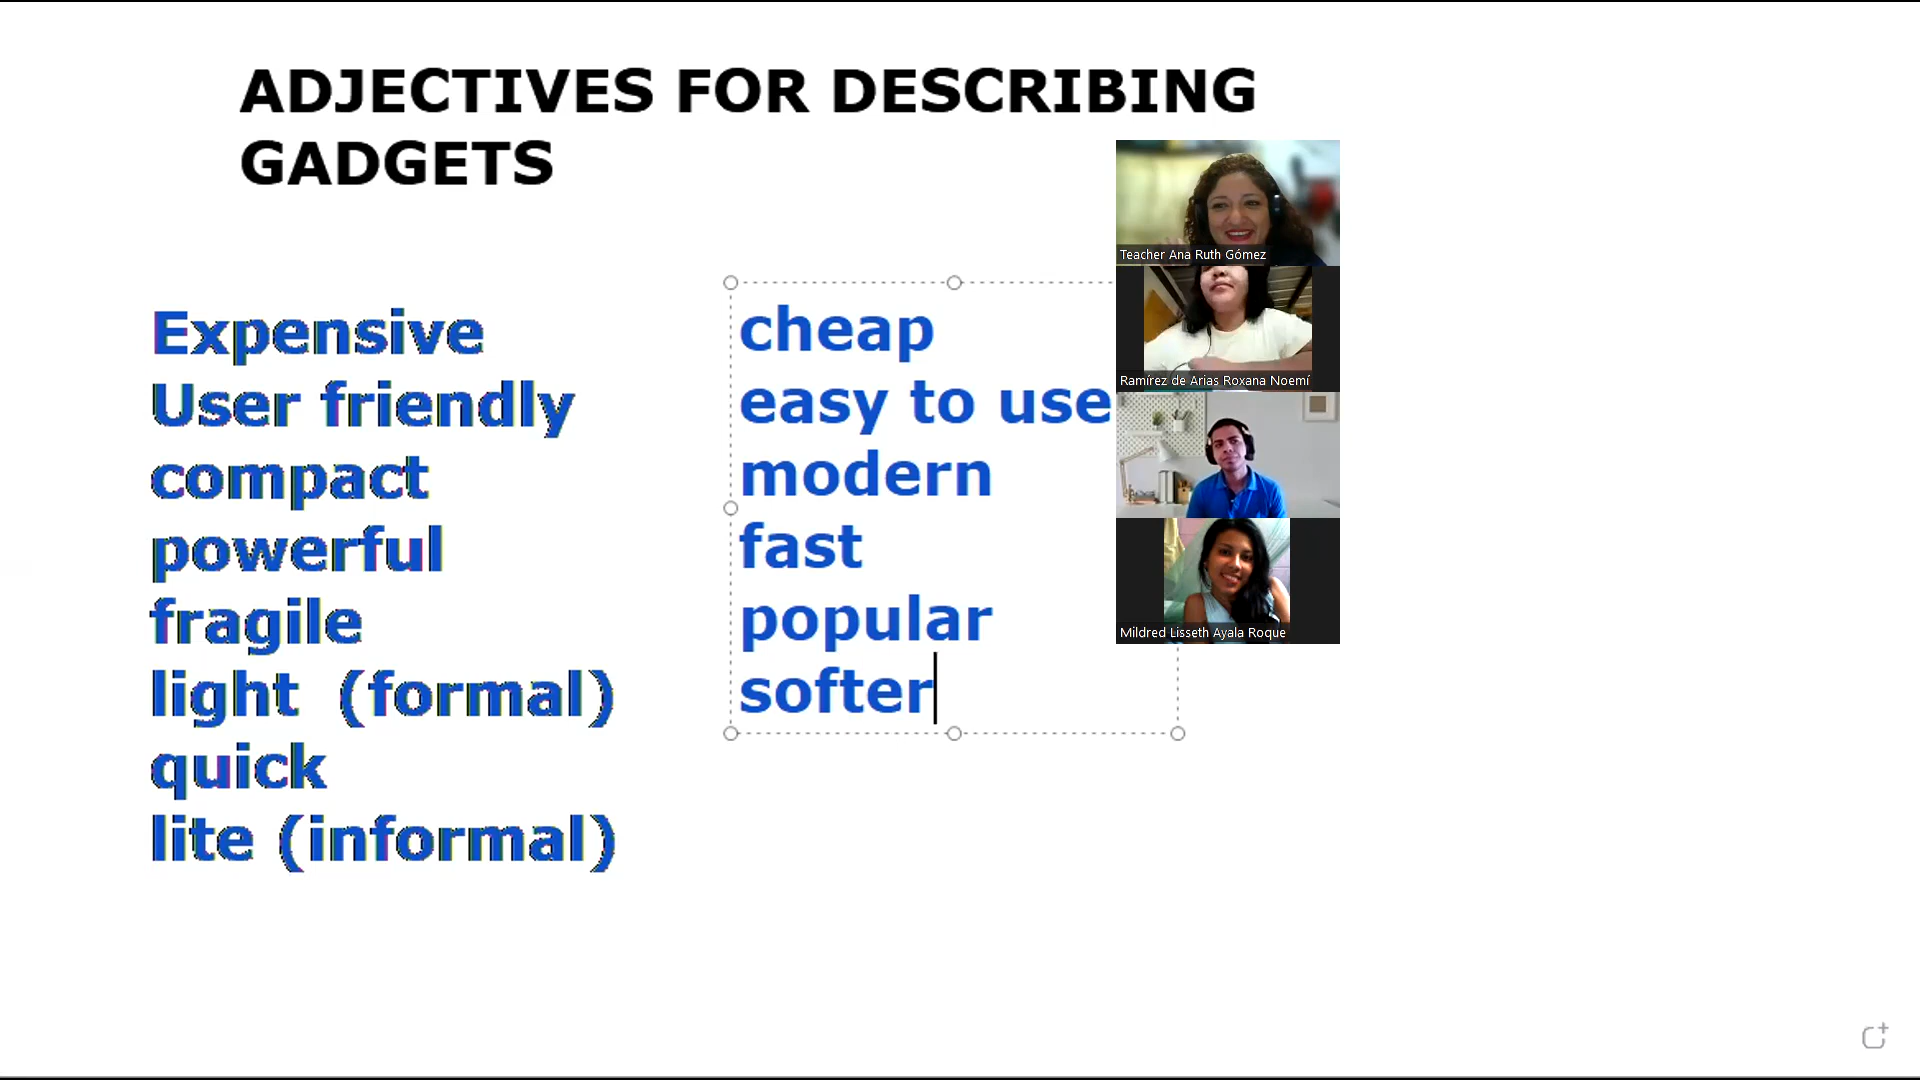 ADJECTIVES FOR DESCRIBING
GADGETS
Expensive
User friendly
compact
powerful
fragile
light (formal)
quick
lite (informal)
cheap
easy to use
modern
fast
popular
softer
Teacher Ana Ruth Gómez
Ramírez de Arias Roxana Noemí
Mildred Lisseth Ayala Roque